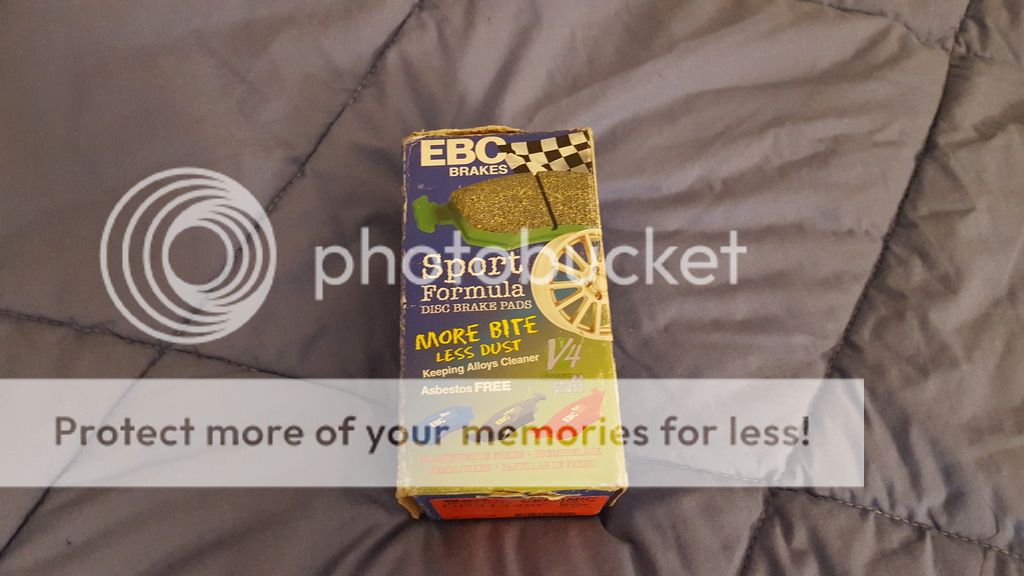 EBC
BRAKES
photobucket
Sport
Formula
DISC BRAKE PADS
MORE BITE
LESS DUST
Keeping Alloys Cleaner
V4
Asbestos FREE
Protect more of your memories for less!